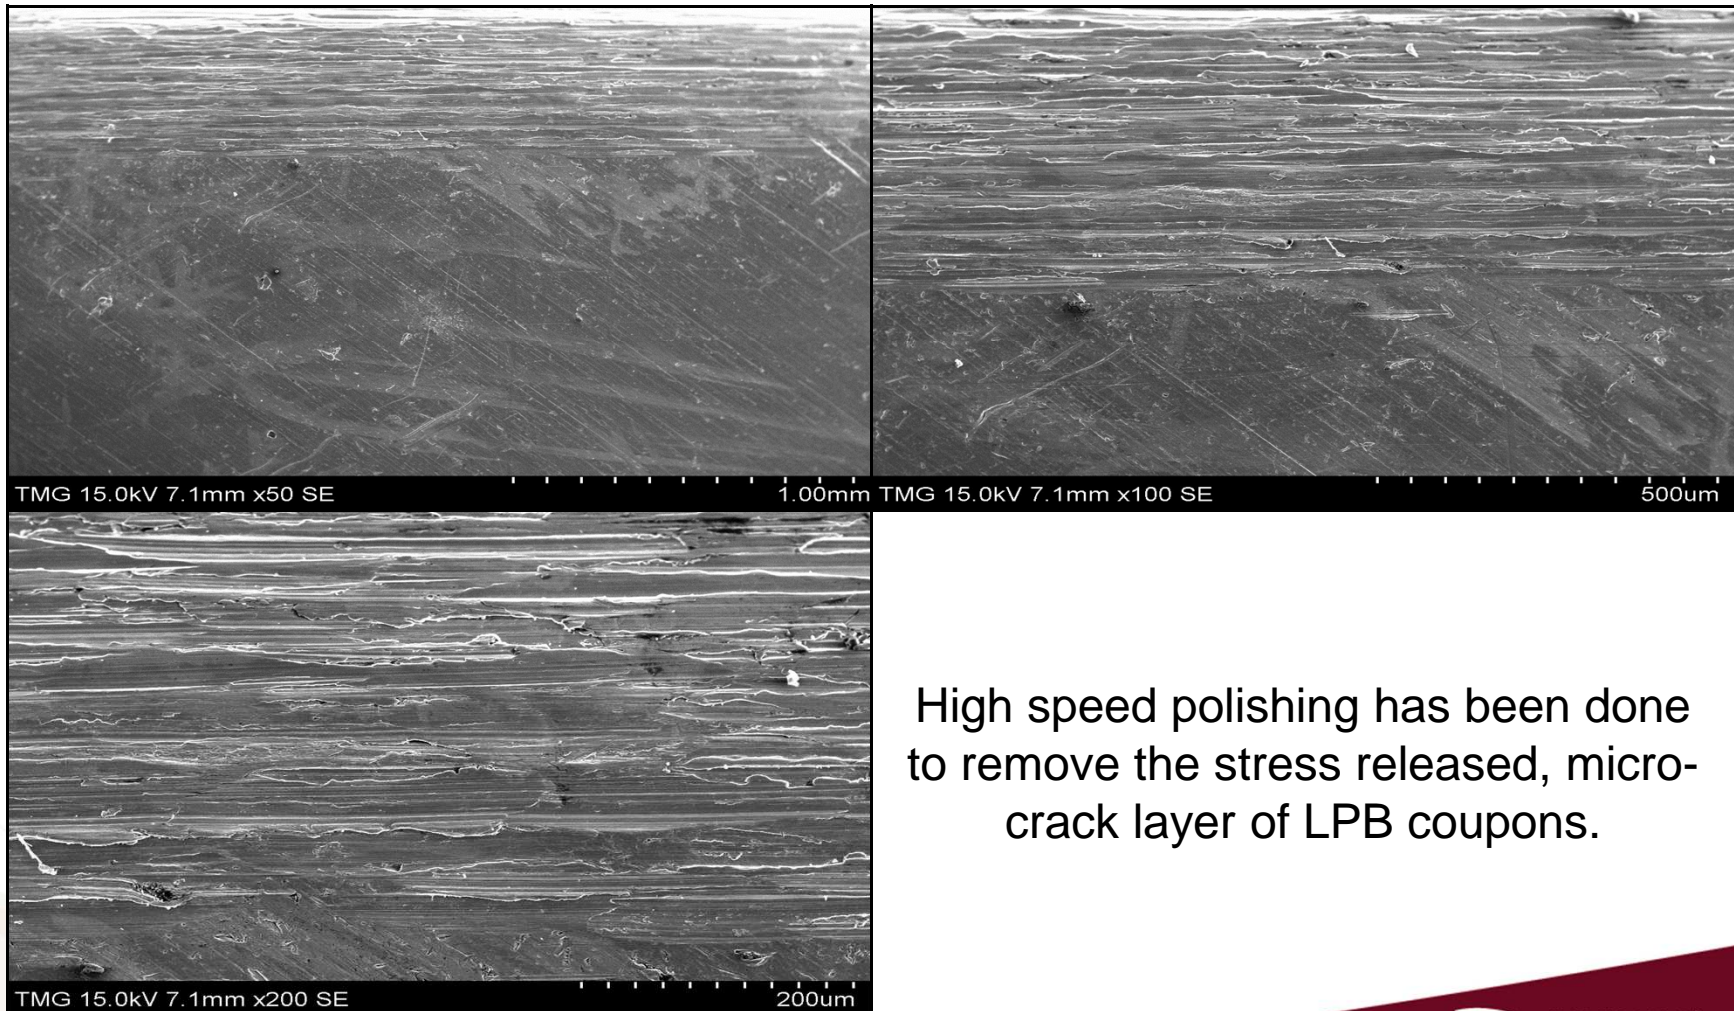 TMG 15.0kV 7.1mm x50 SE 1.00mm
TMG 15.0kV 7.1mm x100 SE 500um
TMG 15.0kV 7.1mm x200 SE 200um
High speed polishing has been done
to remove the stress released, micro-
crack layer of LPB coupons.